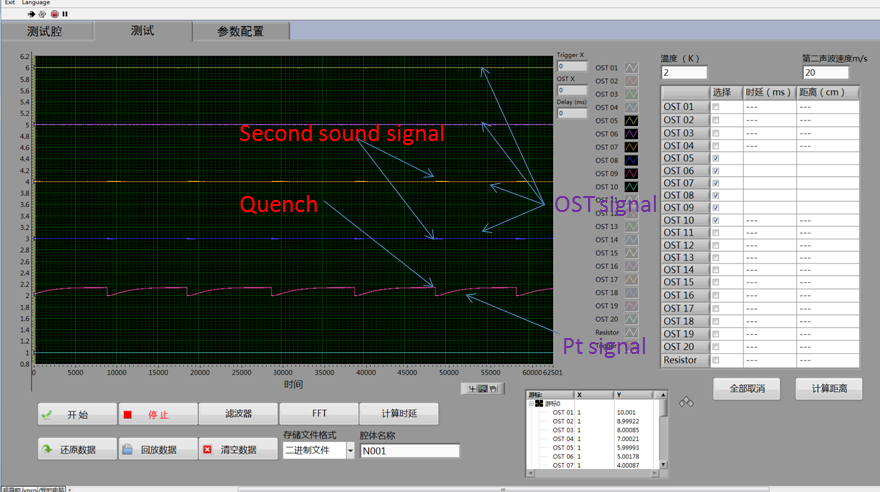 Exit Language
测试腔 测试 参数配置
6.2
6
5.8
5.6
5.4
5.2
5
4.8
4.6
4.4
4.2
4
3.8
3.6
3.4
3.2
3
2.8
2.6
2.4
2.2
2
1.8
1.6
1.4
1.2
1
0.8
0 5000 10000 15000 20000 25000 30000 35000 40000 45000 50000 55000 60000 62501
时间
Second sound signal
Quench
OST signal
Pt signal
Trigger X
0
OST X
0
Delay (ms)
0
OST 01
OST 02
OST 03
OST 04
OST 05
OST 06
OST 07
OST 08
OST 09
OST 10
OST 13
OST 14
OST 15
OST 16
OST 17
OST 18
OST 19
OST 20
Resistor
温度（K） 第二声波速度m/s
2 20
选择 时延（ms） 距离（cm）
OST 01 --- ---
OST 02 --- ---
OST 03 --- ---
OST 04 --- ---
OST 05
OST 06
OST 07
OST 08
OST 09
OST 10 --- ---
OST 11 --- ---
OST 12 --- ---
OST 13 --- ---
OST 14 --- ---
OST 15 --- ---
OST 16 --- ---
OST 17 --- ---
OST 18 --- ---
OST 19 --- ---
OST 20 --- ---
Resistor --- ---
全部取消 计算距离
开始 停止 滤波器 FFT 计算时延
还原数据 回放数据 清空数据
存储文件格式 腔体名称
二进制文件 N001
游标: X Y
游标0
OST 01 1 10.001
OST 02 1 8.99922
OST 03 1 8.00085
OST 04 1 7.00021
OST 05 1 5.99993
OST 06 1 5.00178
OST 07 1 4.00087